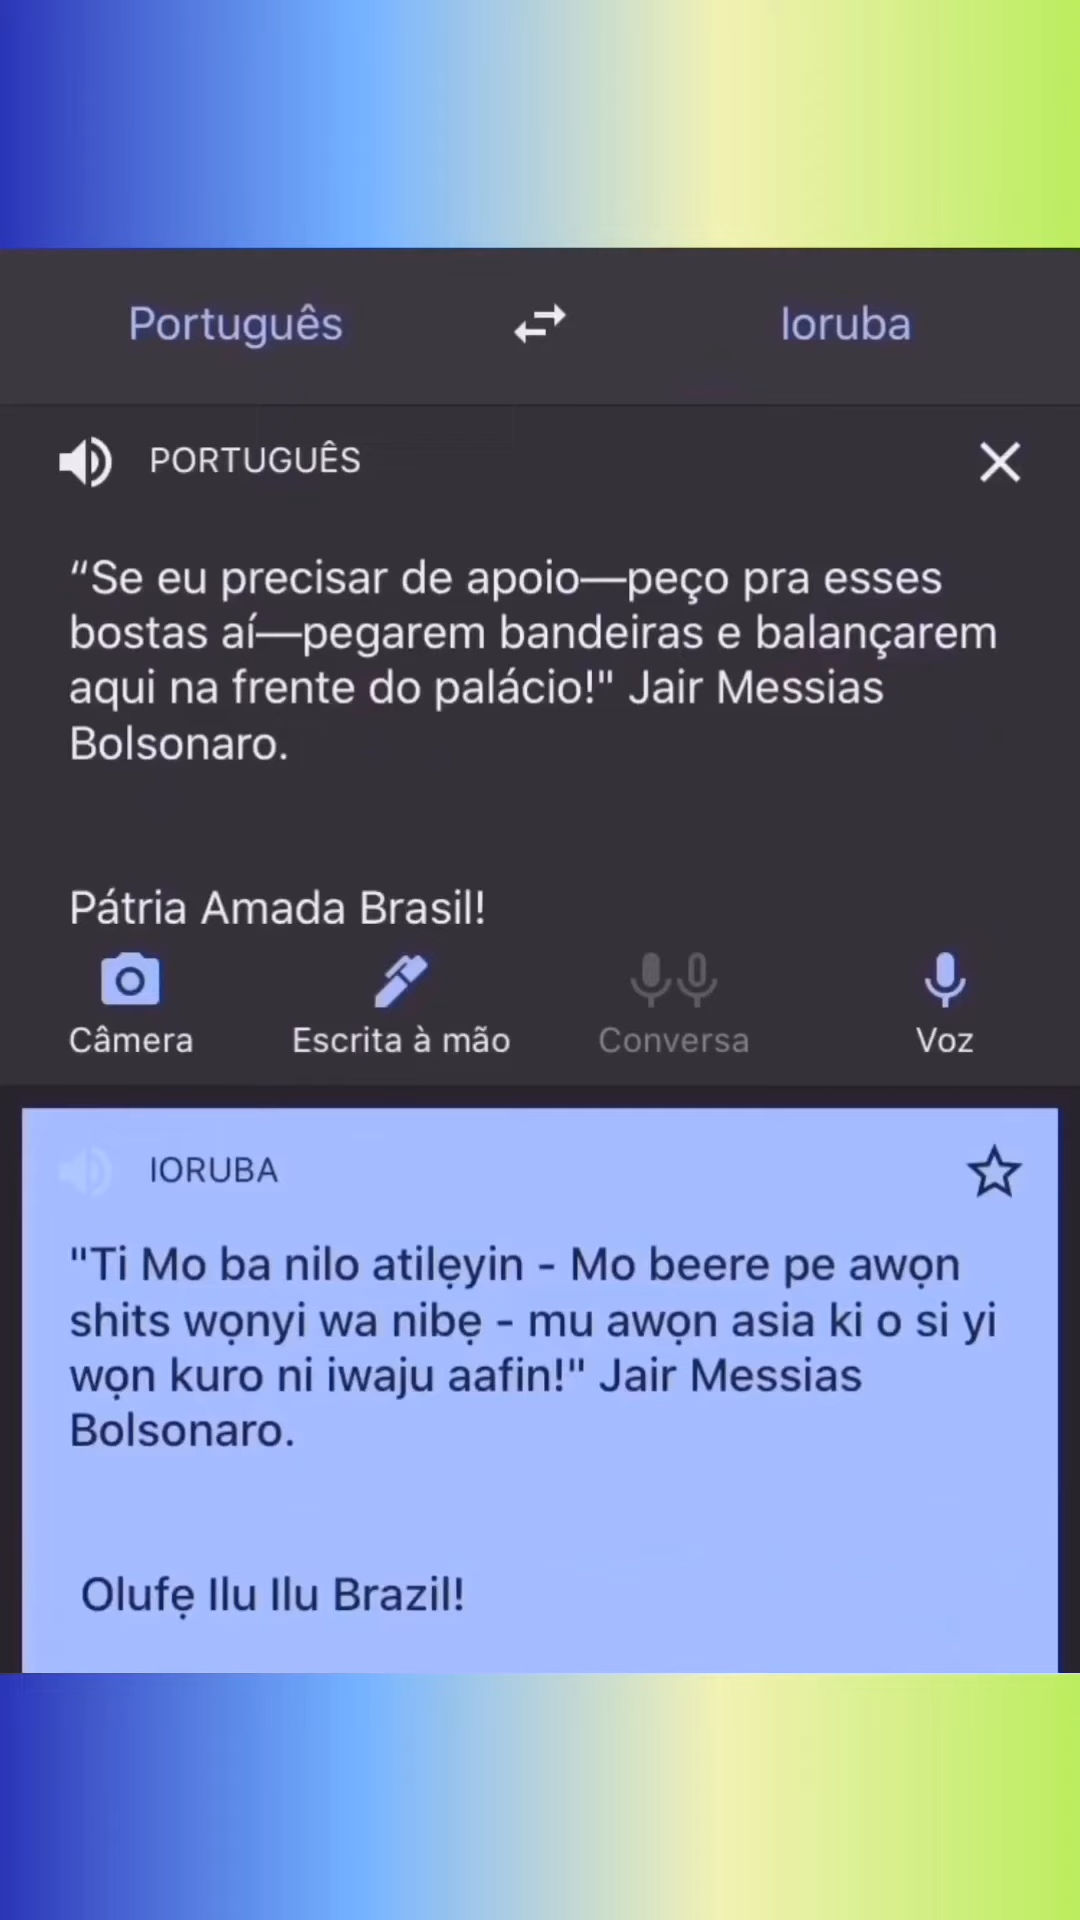 Português
Ioruba
PORTUGUÊS
“Se eu precisar de apoio—peço pra esses
bostas aí—pegarem bandeiras e balançarem
aqui na frente do palácio!" Jair Messias
Bolsonaro.
Pátria Amada Brasil!
Câmera
Escrita à mão
Conversa
Voz
IORUBA
"Ti Mo ba nilo atilẹyin - Mo beere pe awọn
shits wọnyi wa nibẹ - mu awọn asia ki o si yi
wọn kuro ni iwaju aafin!" Jair Messias
Bolsonaro.
Olufẹ Ilu Ilu Brazil!